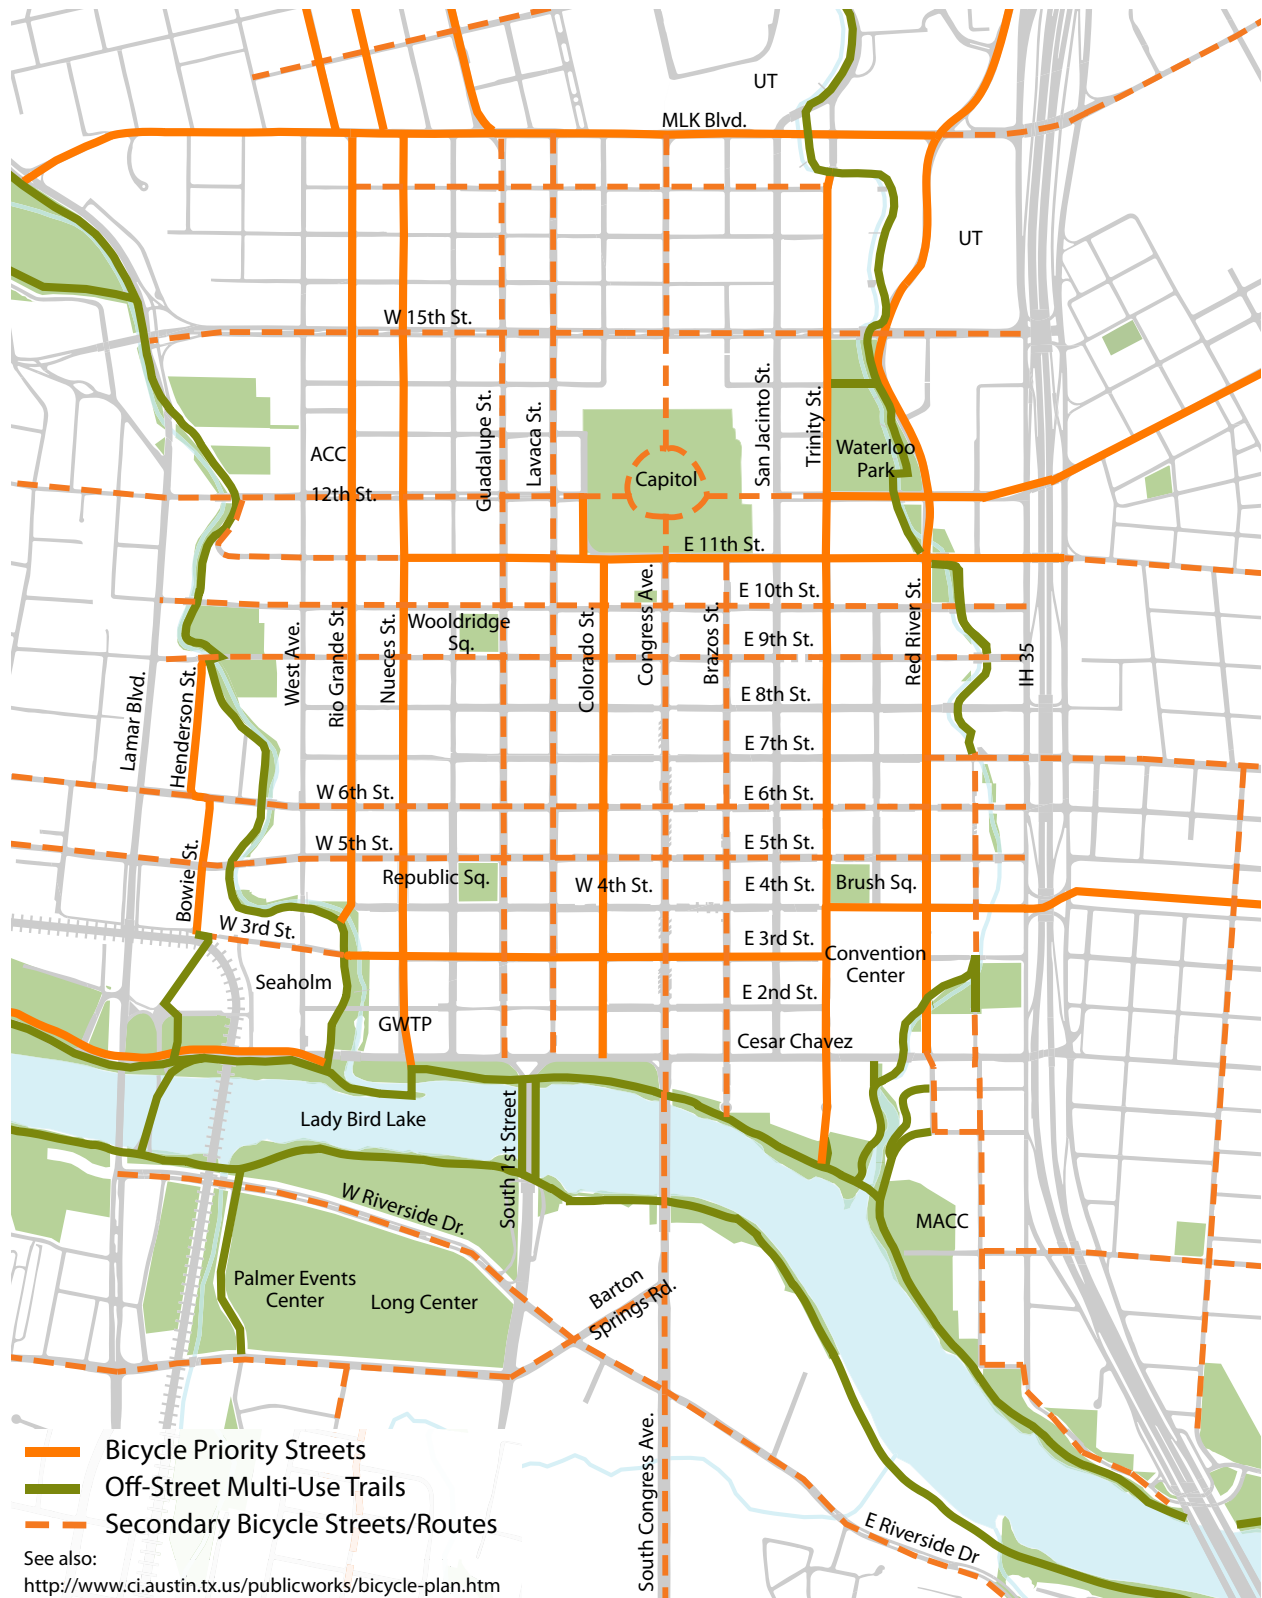 UT
MLK Blvd.
UT
W 15th St.
San Jacinto St.
Trinity St.
Guadalupe St.
Lavaca St.
ACC
Waterloo
Park
Capitol
12th St.
E 11th St.
Congress Ave.
E 10th St.
Brazos St.
Red River St.
Rio Grande St.
Nueces St.
Wooldridge
Sq.
Colorado St.
West Ave.
E 9th St.
IH 35
Henderson St.
Lamar Blvd.
E 8th St.
E 7th St.
W 6th St.
E 6th St.
W 5th St.
E 5th St.
Bowie St.
Republic Sq.
W 4th St.
E 4th St.
Brush Sq.
W 3rd St.
E 3rd St.
Convention
Center
Seaholm
E 2nd St.
GWTP
Cesar Chavez
Lady Bird Lake
South 1st Street
W Riverside Dr.
MACC
Palmer Events
Center
Long Center
Barton
Springs Rd.
South Congress Ave.
E Riverside Dr
Bicycle Priority Streets
Off-Street Multi-Use Trails
Secondary Bicycle Streets/Routes
See also:
http://www.ci.austin.tx.us/publicworks/bicycle-plan.htm